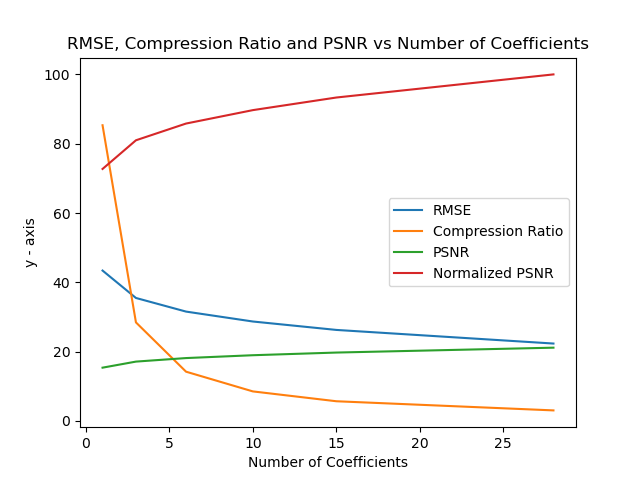 RMSE, Compression Ratio and PSNR vs Number of Coefficients
100
80
60
40
20
0
y - axis
RMSE
Compression Ratio
PSNR
Normalized PSNR
0 5 10 15 20 25
Number of Coefficients